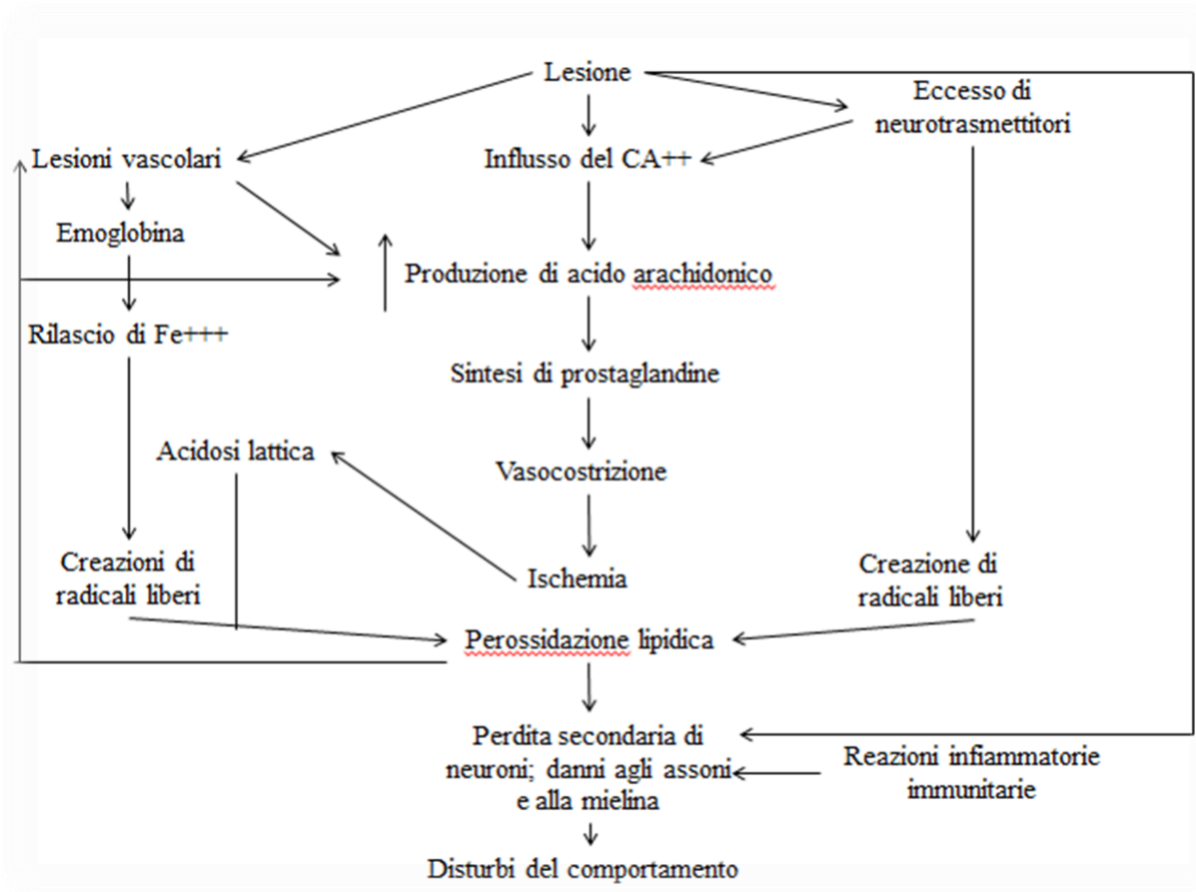 Lesione
Eccesso di
neurotrasmettitori
Lesioni vascolari
Influsso del CA++
Emoglobina
Produzione di acido arachidonico
Rilascio di Fe+++
Sintesi di prostaglandine
Acidosi lattica
Vasocostrizione
Creazioni di
radicali liberi
Ischemia
Creazione di
radicali liberi
Perossidazione lipidica
Perdita secondaria di
neuroni; danni agli assoni
e alla mielina
Reazioni infiammatorie
immunitarie
Disturbi del comportamento